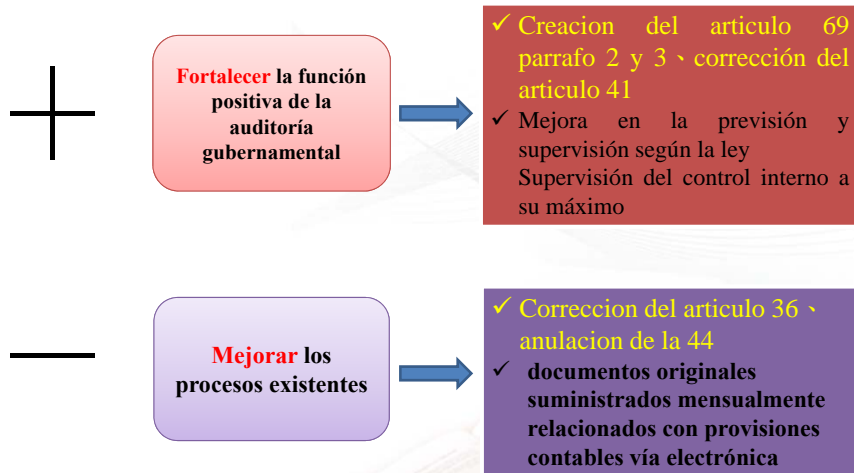 Fortalecer la función
positiva de la
auditoría
gubernamental
✓ Creacion del articulo 69
parrafo 2 y 3、corrección del
articulo 41
✓ Mejora en la previsión y
supervisión según la ley
Supervisión del control interno a
su máximo
Mejorar los
procesos existentes
✓ Correccion del articulo 36、
anulacion de la 44
✓ documentos originales
suministrados mensualmente
relacionados con provisiones
contables vía electrónica